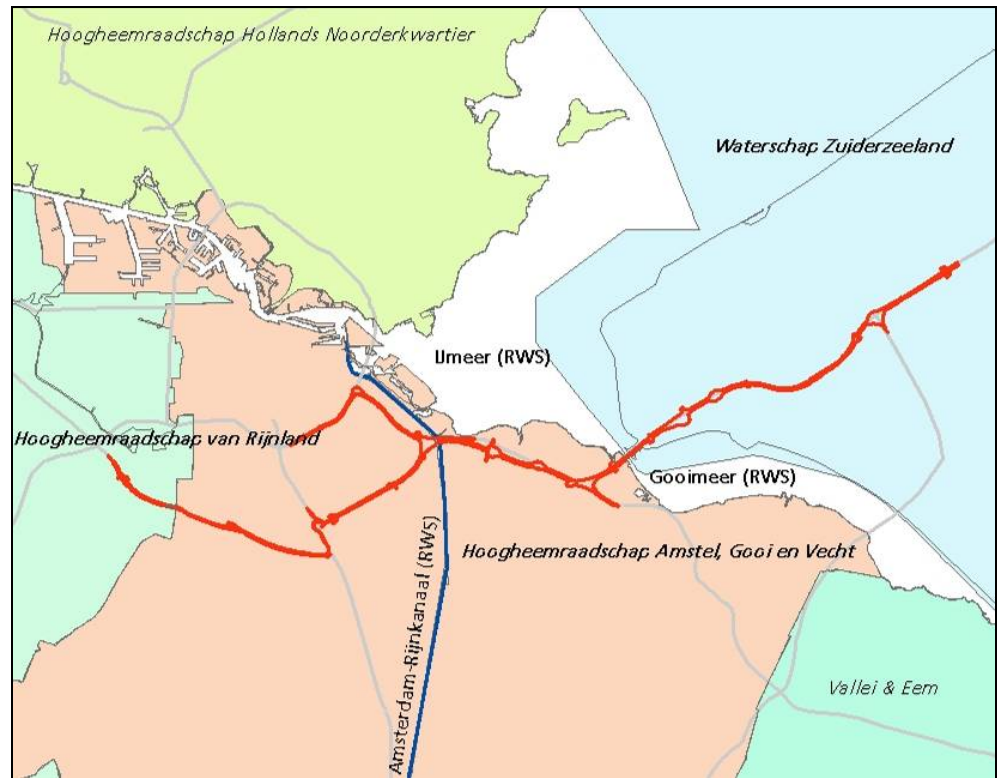 Hoogheemraadschap Hollands Noorderkwartier
Waterschap Zuiderzeeland
IJmeer (RWS)
Hoogheemraadschap van Rijnland
Gooimeer (RWS)
Hoogheemraadschap Amstel, Gooi en Vecht
Amsterdam-Rijnkanaal (RWS)
Vallei & Eem